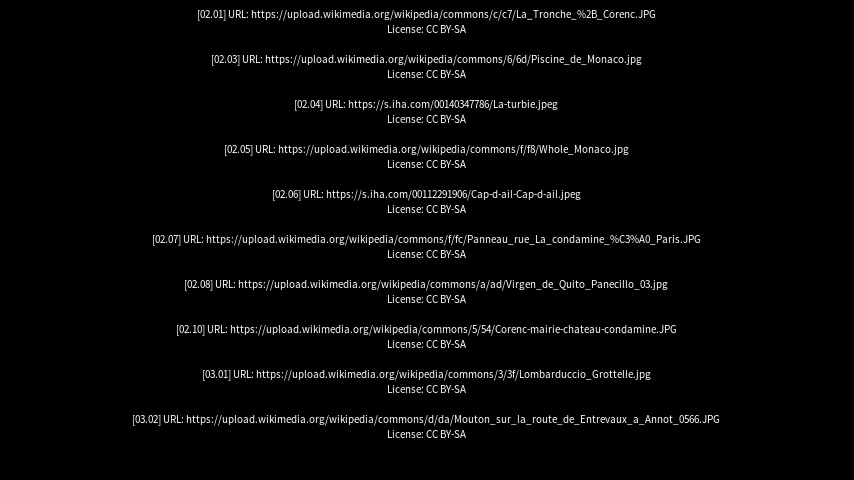 [02.01] URL: https://upload.wikimedia.org/wikipedia/commons/c/c7/La_Tronche_%2B_Corenc.JPG
License: CC BY-SA
[02.03] URL: https://upload.wikimedia.org/wikipedia/commons/6/6d/Piscine_de_Monaco.jpg
License: CC BY-SA
[02.04] URL: https://s.iha.com/00140347786/La-turbie.jpeg
License: CC BY-SA
[02.05] URL: https://upload.wikimedia.org/wikipedia/commons/f/f8/Whole_Monaco.jpg
License: CC BY-SA
[02.06] URL: https://s.iha.com/00112291906/Cap-d-ail-Cap-d-ail.jpeg
License: CC BY-SA
[02.07] URL: https://upload.wikimedia.org/wikipedia/commons/f/fc/Panneau_rue_La_condamine_%C3%A0_Paris.JPG
License: CC BY-SA
[02.08] URL: https://upload.wikimedia.org/wikipedia/commons/a/ad/Virgen_de_Quito_Panecillo_03.jpg
License: CC BY-SA
[02.10] URL: https://upload.wikimedia.org/wikipedia/commons/5/54/Corenc-mairie-chateau-condamine.JPG
License: CC BY-SA
[03.01] URL: https://upload.wikimedia.org/wikipedia/commons/3/3f/Lombarduccio_Grottelle.jpg
License: CC BY-SA
[03.02] URL: https://upload.wikimedia.org/wikipedia/commons/d/da/Mouton_sur_la_route_de_Entrevaux_a_Annot_0566.JPG
License: CC BY-SA